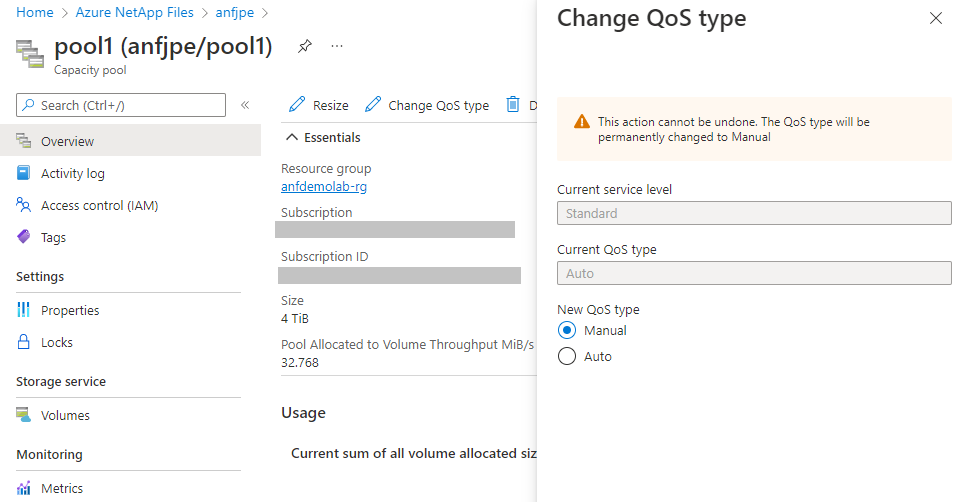 Home > Azure NetApp Files > anfjpe >
pool1 (anfjpe/pool1)
...
Capacity pool
Search (Ctrl+/)
«
Overview
Activity log
Access control (IAM)
Tags
Settings
Properties
Locks
Storage service
Volumes
Monitoring
Metrics
Resize
Change QoS type
D
Essentials
Resource group
anfdemolab-rg
Subscription
Subscription ID
Size
4 TiB
Pool Allocated to Volume Throughput MiB/s
32.768
Usage
Current sum of all volume allocated siz
Change QoS type
This action cannot be undone. The QoS type will be
permanently changed to Manual
Current service level
Standard
Current QoS type
Auto
New QoS type
Manual
Auto